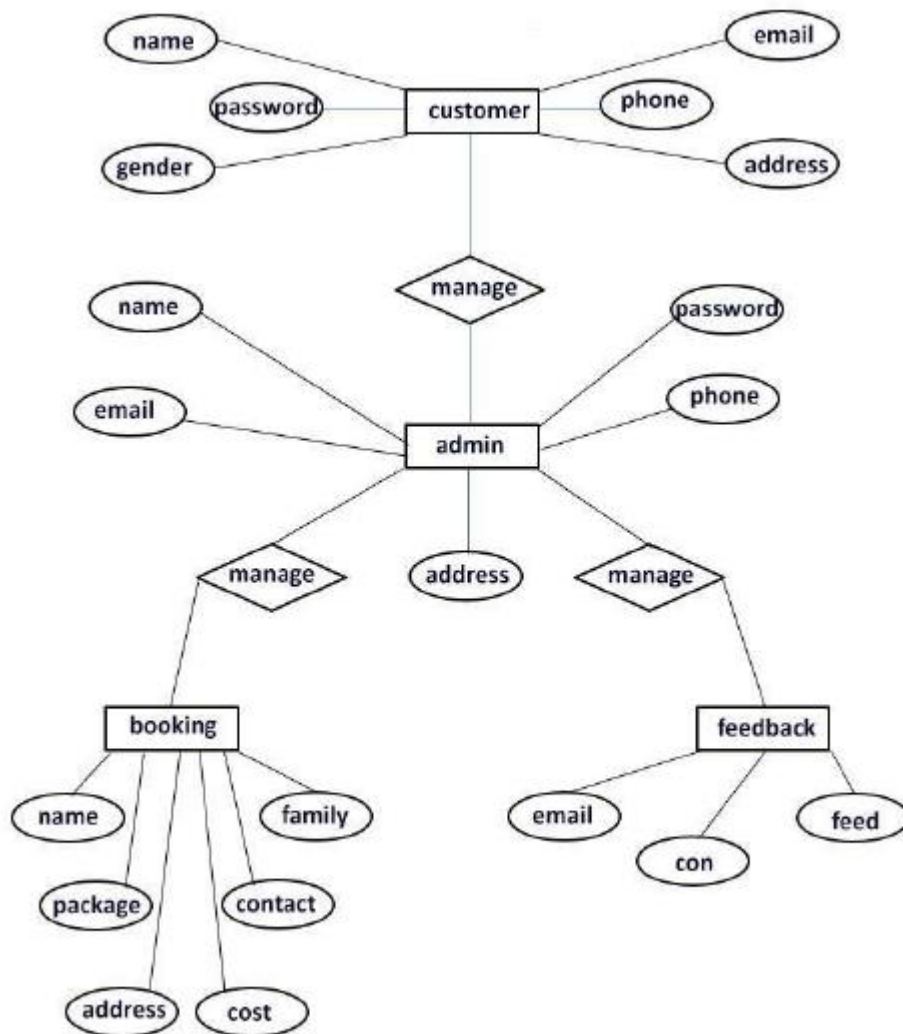 name
email
password
customer
phone
gender
address
manage
name
password
email
phone
admin
manage
address
manage
booking
feedback
name
family
email
feed
con
package
contact
address
cost